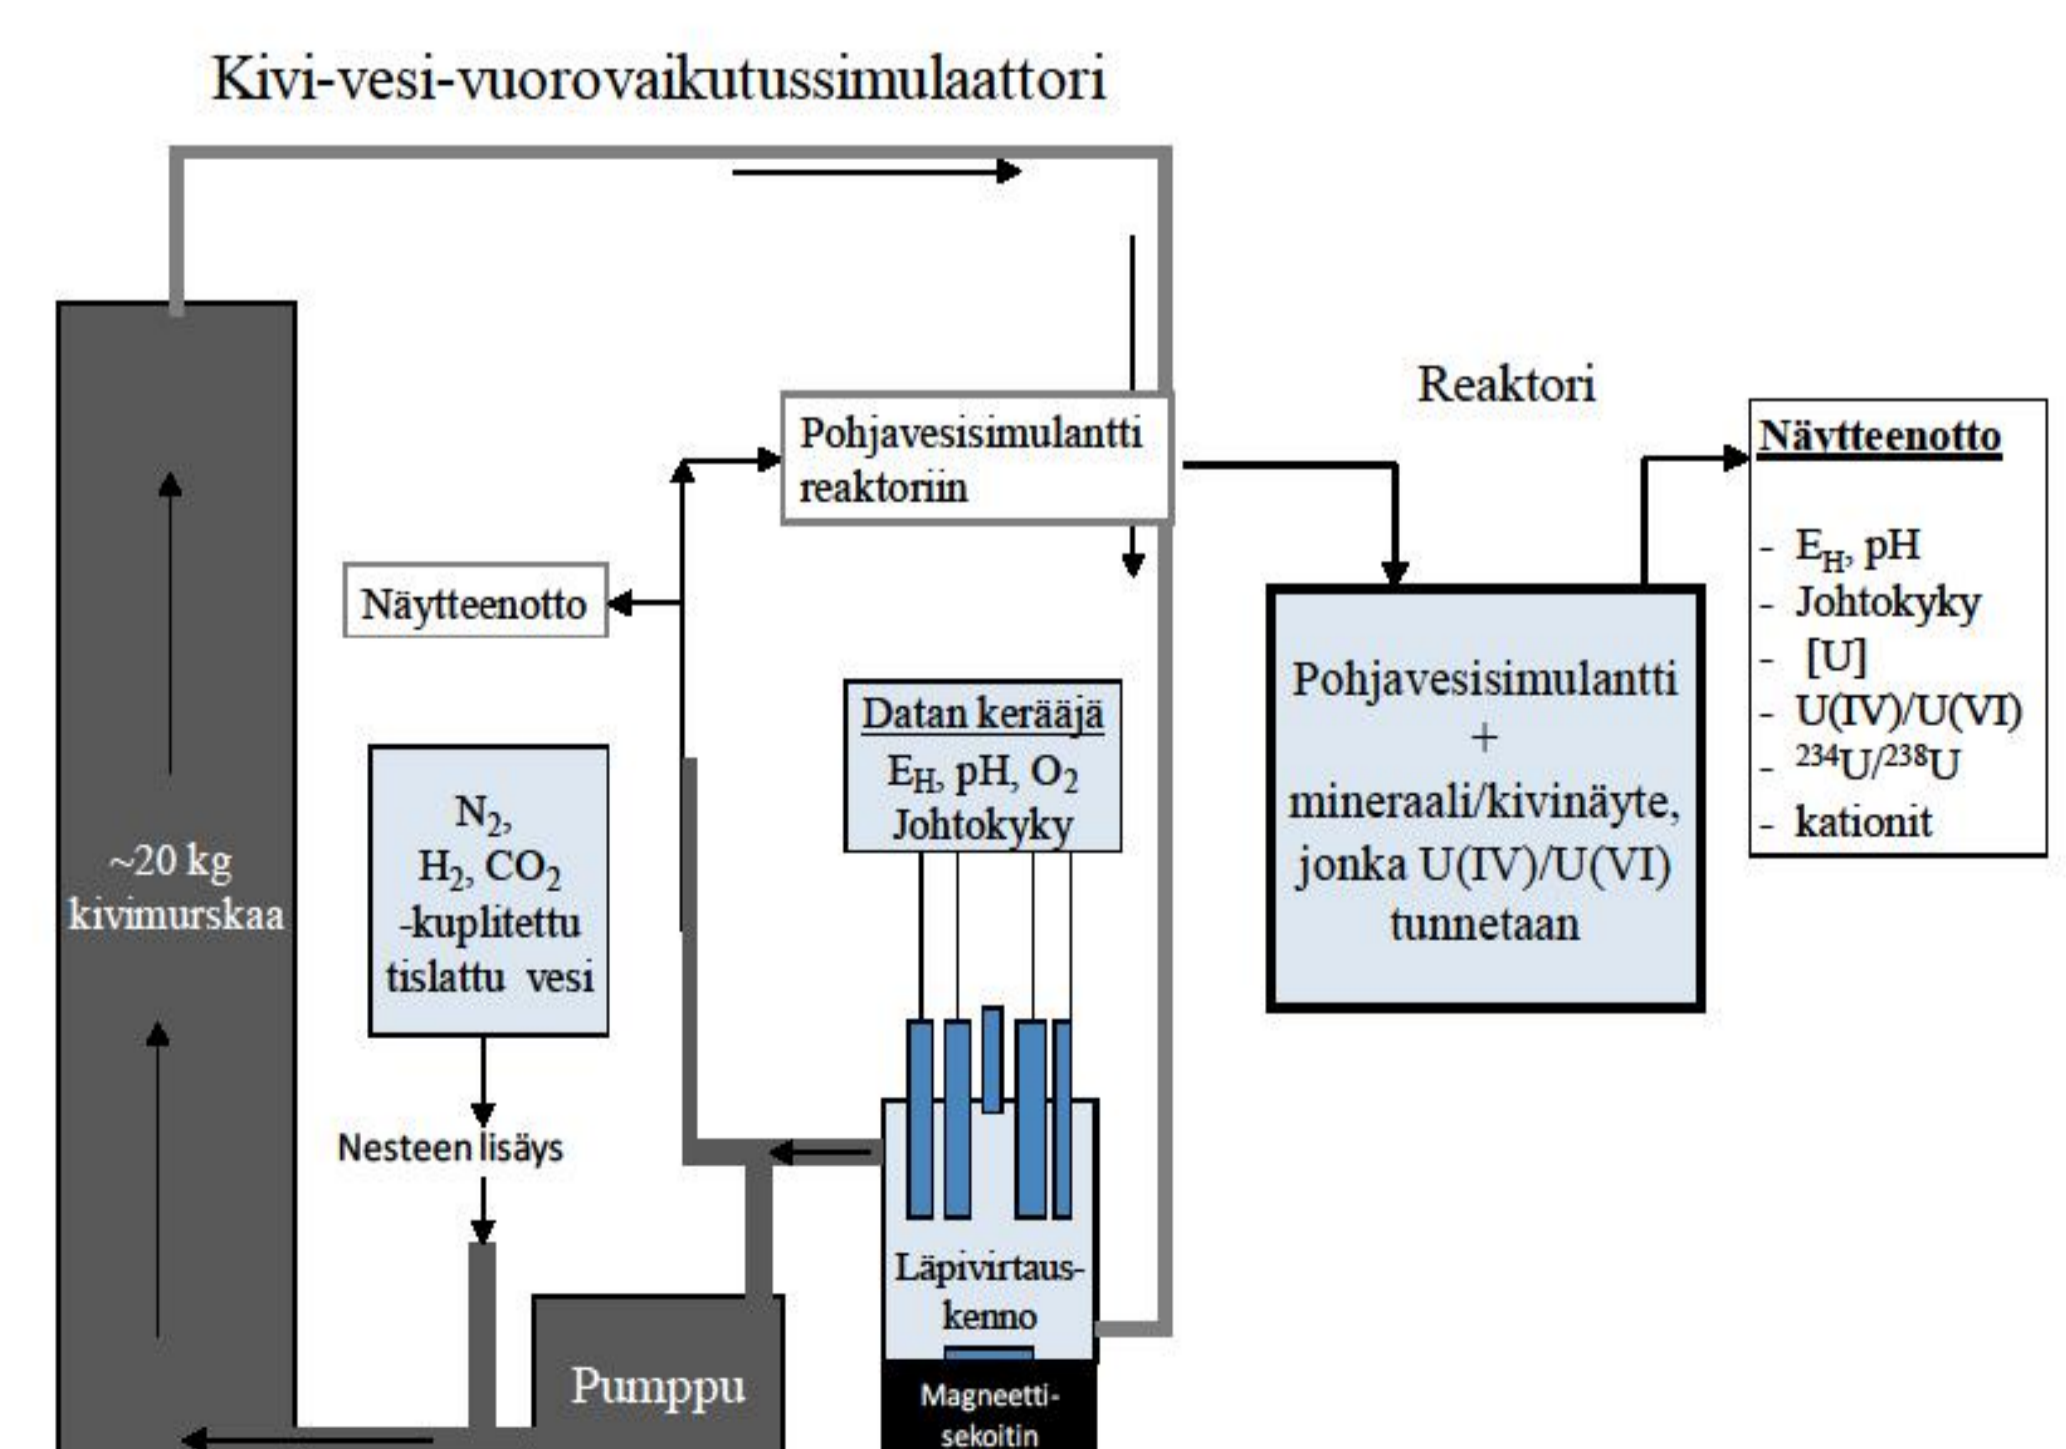 Kivi-vesi-vuorovaikutussimulaattori
Pohjavesisimulantti
reaktoriin
Reaktori
Näytteenotto
- E_H, pH
- Johtokyky
- [U]
- U(IV)/U(VI)
- ²³⁴U/²³⁸U
- kationit
Näytteenotto
Pohjavesisimulantti
+
mineraali/kivinäyte,
jonka U(IV)/U(VI)
tunnetaan
Datan kerääjä
E_H, pH, O₂
Johtokyky
N₂,
H₂, CO₂
-kuplitettu
tislattu vesi
~20 kg
kivimurskaa
Nesteen lisäys
Läpivirtaus-
kenno
Pumppu
Magneetti-
sekoitin